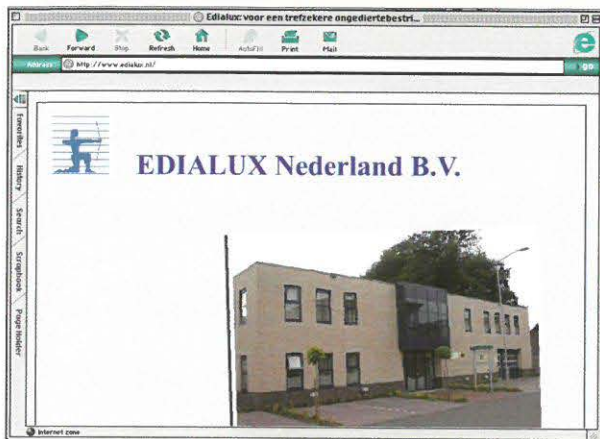 Edialux: voor een trefzekere ongediertebestri...
Back Forward Stop Refresh Home AutoFill Print Mail
Address http://www.edialux.nl/ go
Favorites
History
Search
Scrapbook
Page Holder
EDIALUX Nederland B.V.
Internet zone